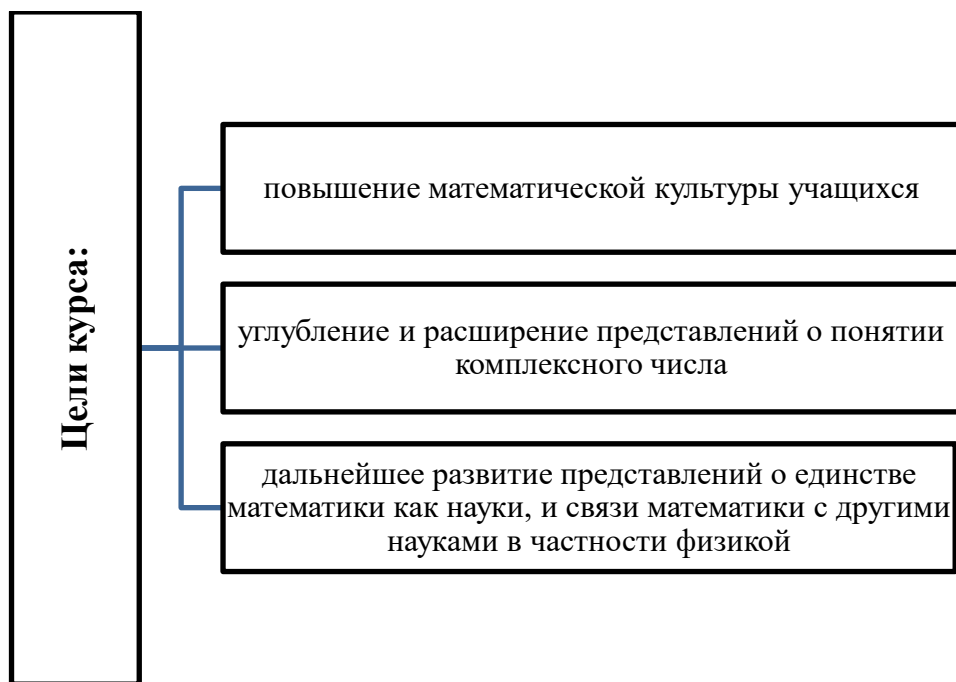 Цели курса:
повышение математической культуры учащихся
углубление и расширение представлений о понятии
комплексного числа
дальнейшее развитие представлений о единстве
математики как науки, и связи математики с другими
науками в частности физикой